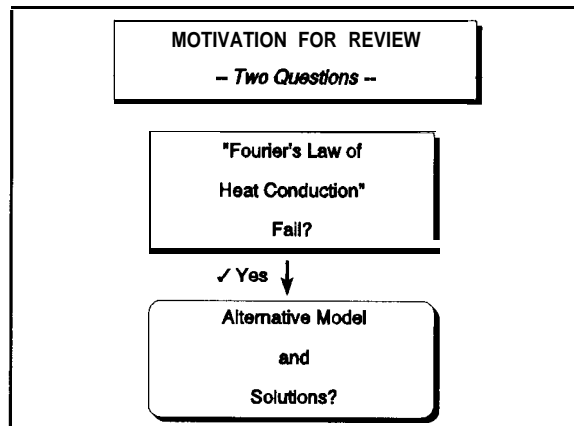 MOTIVATION FOR REVIEW
-- Two Questions --
"Fourier's Law of
Heat Conduction"
Fail?
✓ Yes
Alternative Model
and
Solutions?